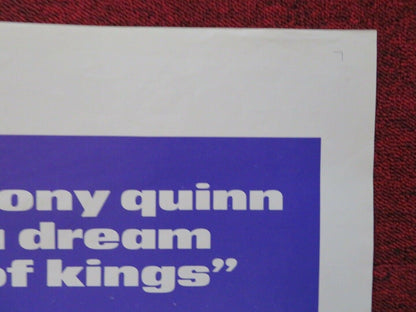 ony quinn
a dream
of kings”